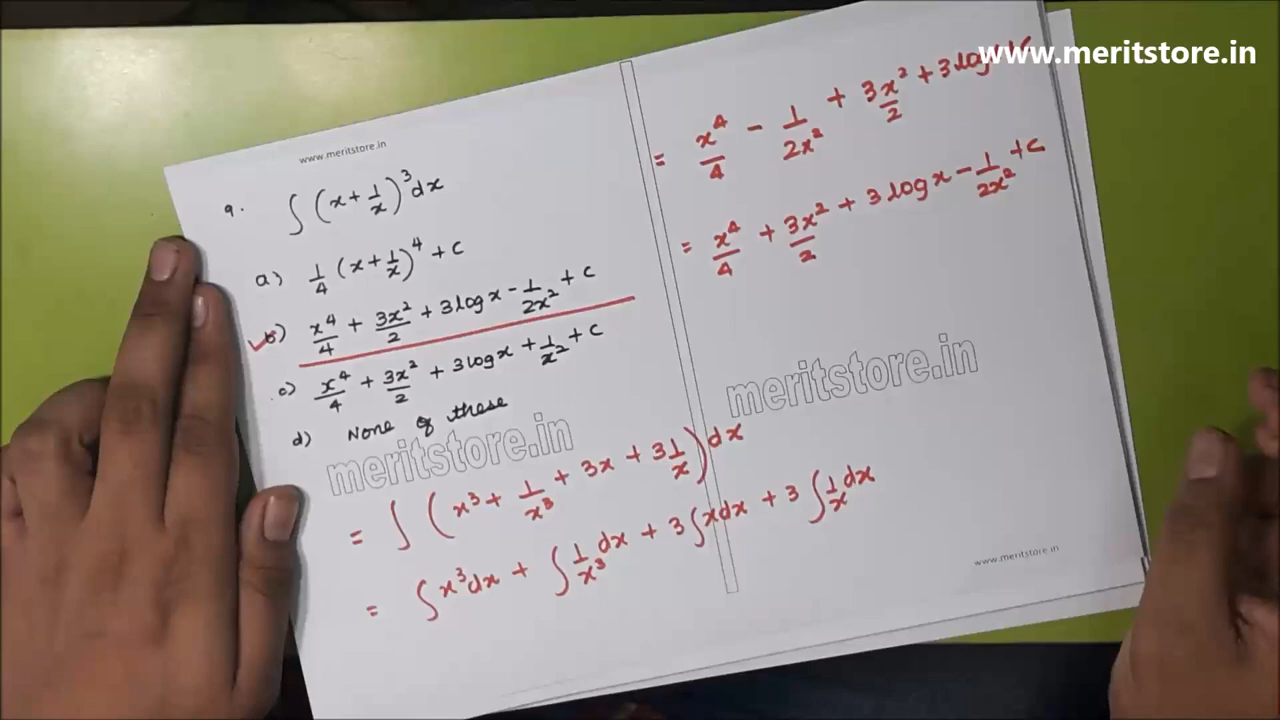 www.meritstore.in
www.meritstore.in
9. ∫ (x + 1/x)³ dx
a) 1/4 (x + 1/x)⁴ + c
b) x⁴/4 + 3x²/2 + 3 log x − 1/2x² + c
c) x⁴/4 + 3x²/2 + 3 log x + 1/x² + c
d) None of these
meritstore.in
= ∫ (x³ + 1/x³ + 3x + 3 1/x) dx
= ∫ x³ dx + ∫ 1/x³ dx + 3 ∫ x dx + 3 ∫ 1/x dx
= x⁴/4 − 1/2x² + 3x²/2 + 3 log
= x⁴/4 + 3x²/2 + 3 log x − 1/2x² + c
meritstore.in
www.meritstore.in